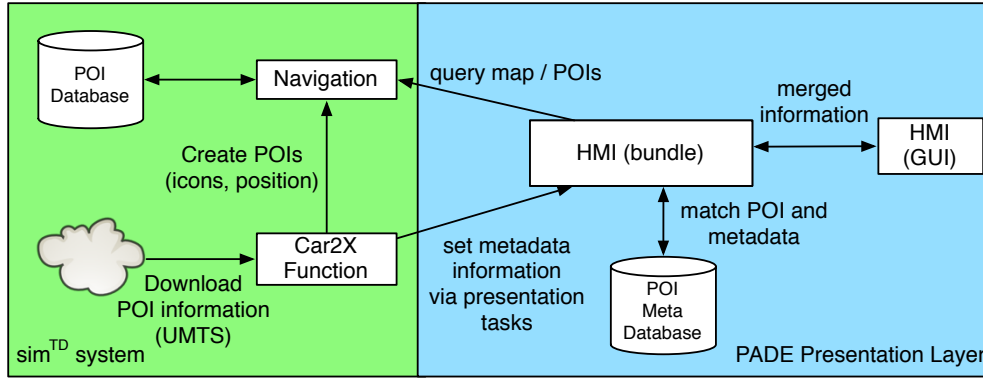 POI
Database
Navigation
query map / POIs
merged
information
HMI (bundle)
HMI
(GUI)
Create POIs
(icons, position)
Car2X
Function
Download
POI information
(UMTS)
set metadata
information
via presentation
tasks
match POI and
metadata
POI
Meta
Database
simTD system
PADE Presentation Layer